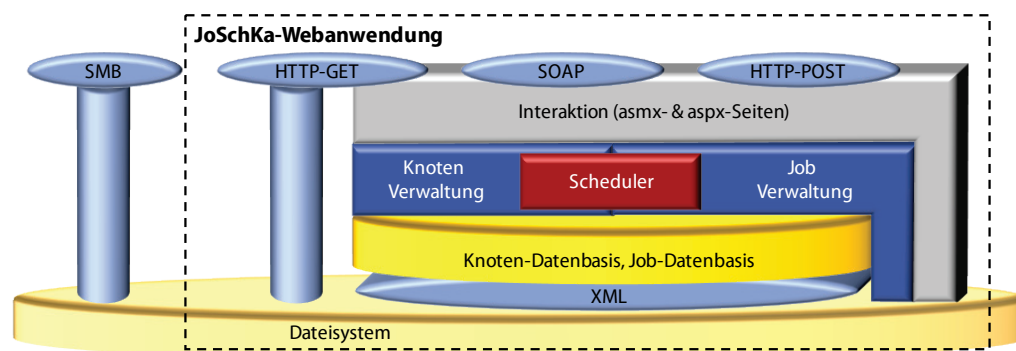 JoSchKa-Webanwendung
SMB
HTTP-GET
SOAP
HTTP-POST
Interaktion (asmx- & aspx-Seiten)
Knoten
Verwaltung
Scheduler
Job
Verwaltung
Knoten-Datenbasis, Job-Datenbasis
XML
Dateisystem